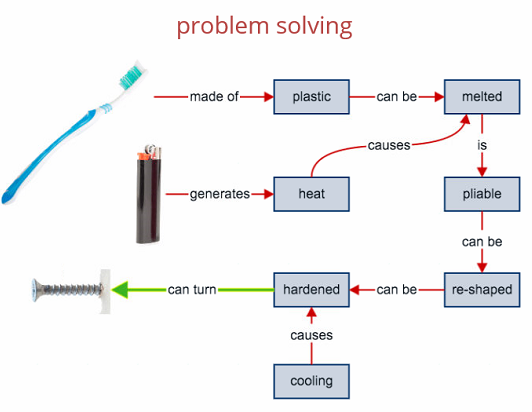 problem solving
made of
plastic
can be
melted
causes
is
generates
heat
pliable
can be
can turn
hardened
can be
re-shaped
causes
cooling